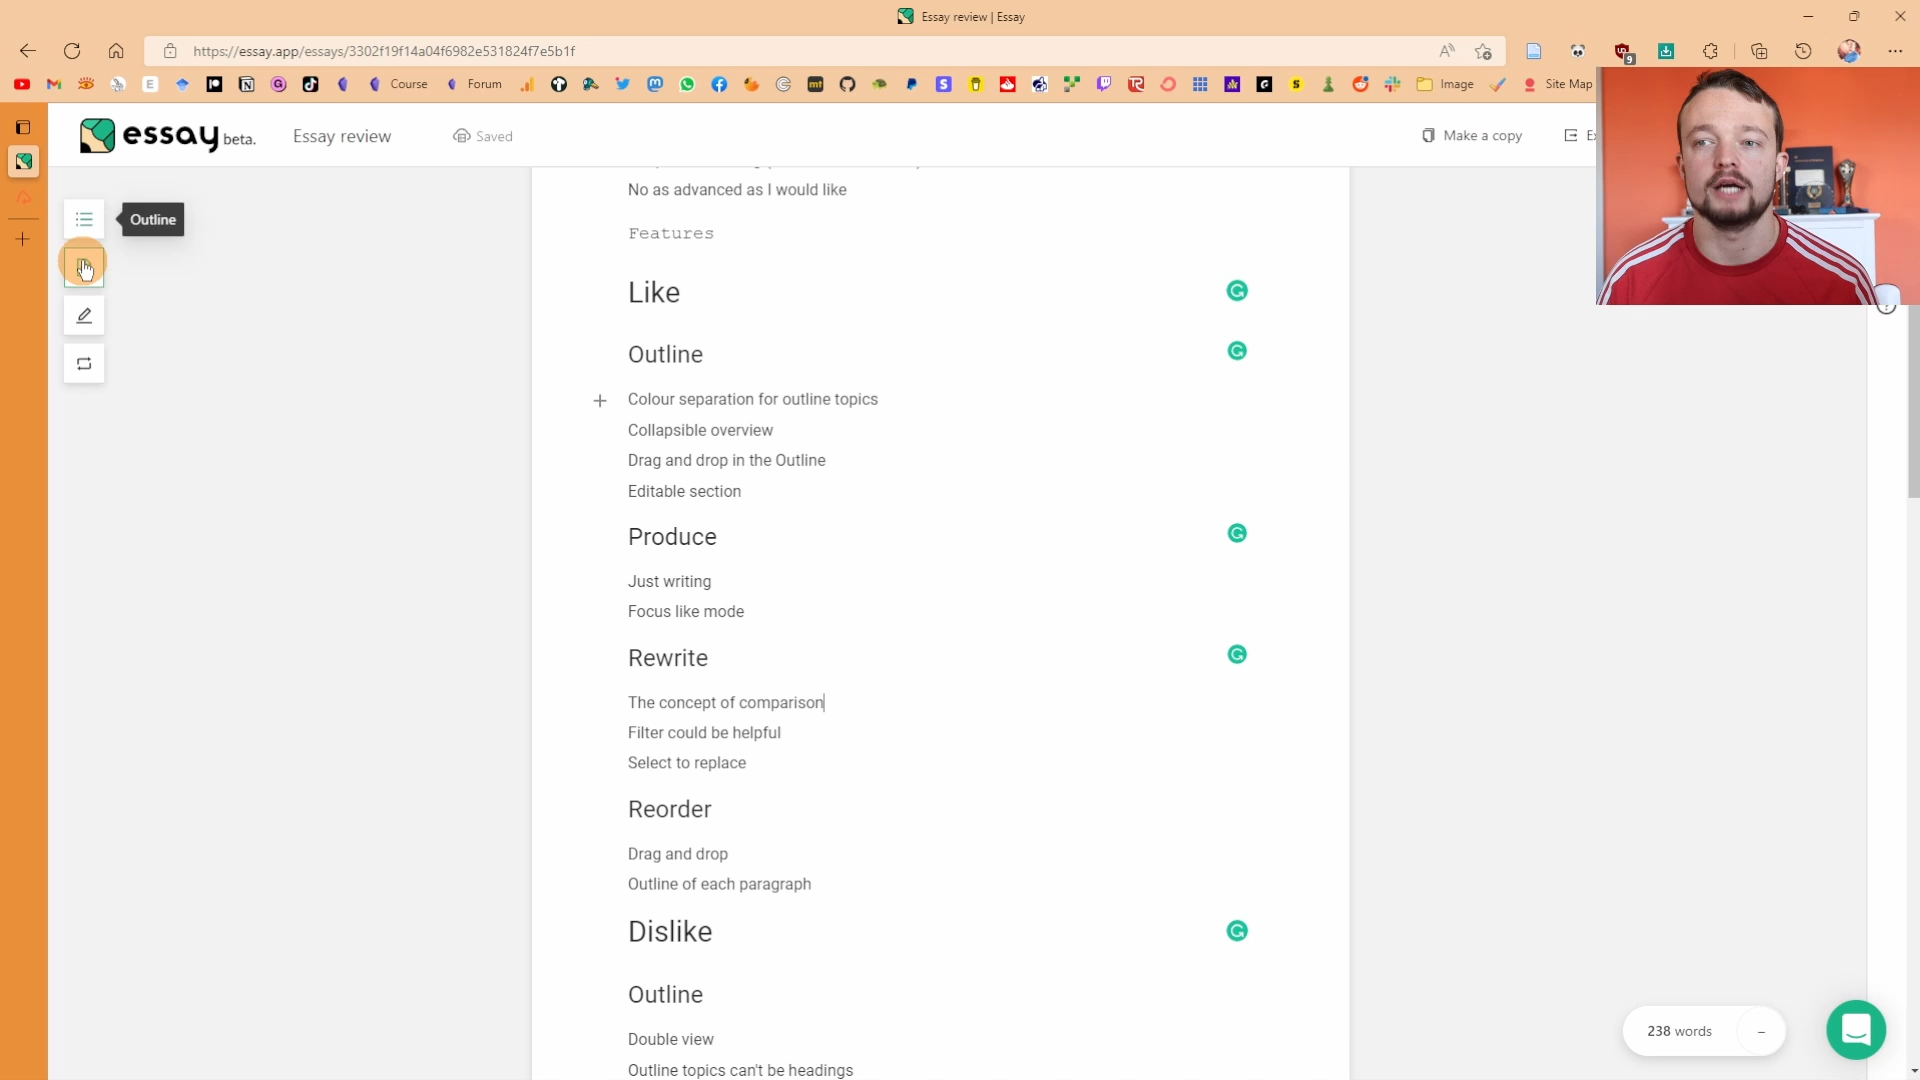 Essay review | Essay
https://essay.app/essays/3302f19f14a04f6982e531824f7e5b1f
9
Course
Forum
Image
Site Map
essay beta.
Essay review
Saved
Make a copy
Outline
No as advanced as I would like
Features
Like
Outline
Colour separation for outline topics
Collapsible overview
Drag and drop in the Outline
Editable section
Produce
Just writing
Focus like mode
Rewrite
The concept of comparison
Filter could be helpful
Select to replace
Reorder
Drag and drop
Outline of each paragraph
Dislike
Outline
Double view
Outline topics can't be headings
238 words